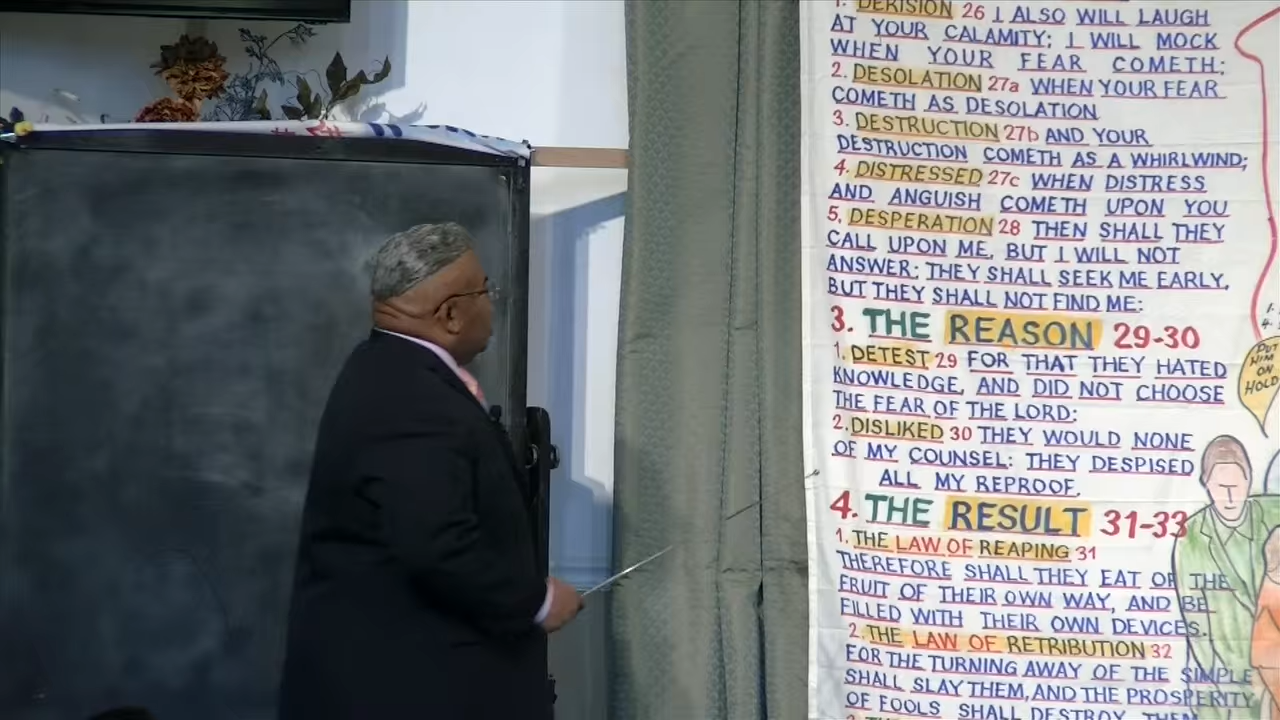 1. DERISION 26 I ALSO WILL LAUGH
AT YOUR CALAMITY; I WILL MOCK
WHEN YOUR FEAR COMETH;
2. DESOLATION 27a WHEN YOUR FEAR
COMETH AS DESOLATION
3. DESTRUCTION 27b AND YOUR
DESTRUCTION COMETH AS A WHIRLWIND;
4. DISTRESSED 27c WHEN DISTRESS
AND ANGUISH COMETH UPON YOU
5. DESPERATION 28 THEN SHALL THEY
CALL UPON ME, BUT I WILL NOT
ANSWER; THEY SHALL SEEK ME EARLY,
BUT THEY SHALL NOT FIND ME:
3. THE REASON 29-30
1. DETEST 29 FOR THAT THEY HATED
KNOWLEDGE, AND DID NOT CHOOSE
THE FEAR OF THE LORD:
2. DISLIKED 30 THEY WOULD NONE
OF MY COUNSEL: THEY DESPISED
ALL MY REPROOF.
4. THE RESULT 31-33
1. THE LAW OF REAPING 31
THEREFORE SHALL THEY EAT OF THE
FRUIT OF THEIR OWN WAY, AND BE
FILLED WITH THEIR OWN DEVICES.
2. THE LAW OF RETRIBUTION 32
FOR THE TURNING AWAY OF THE SIMPLE
SHALL SLAY THEM, AND THE PROSPERITY
OF FOOLS SHALL DESTROY THEM
1.
4.
PUT
HIM
ON
HOLD